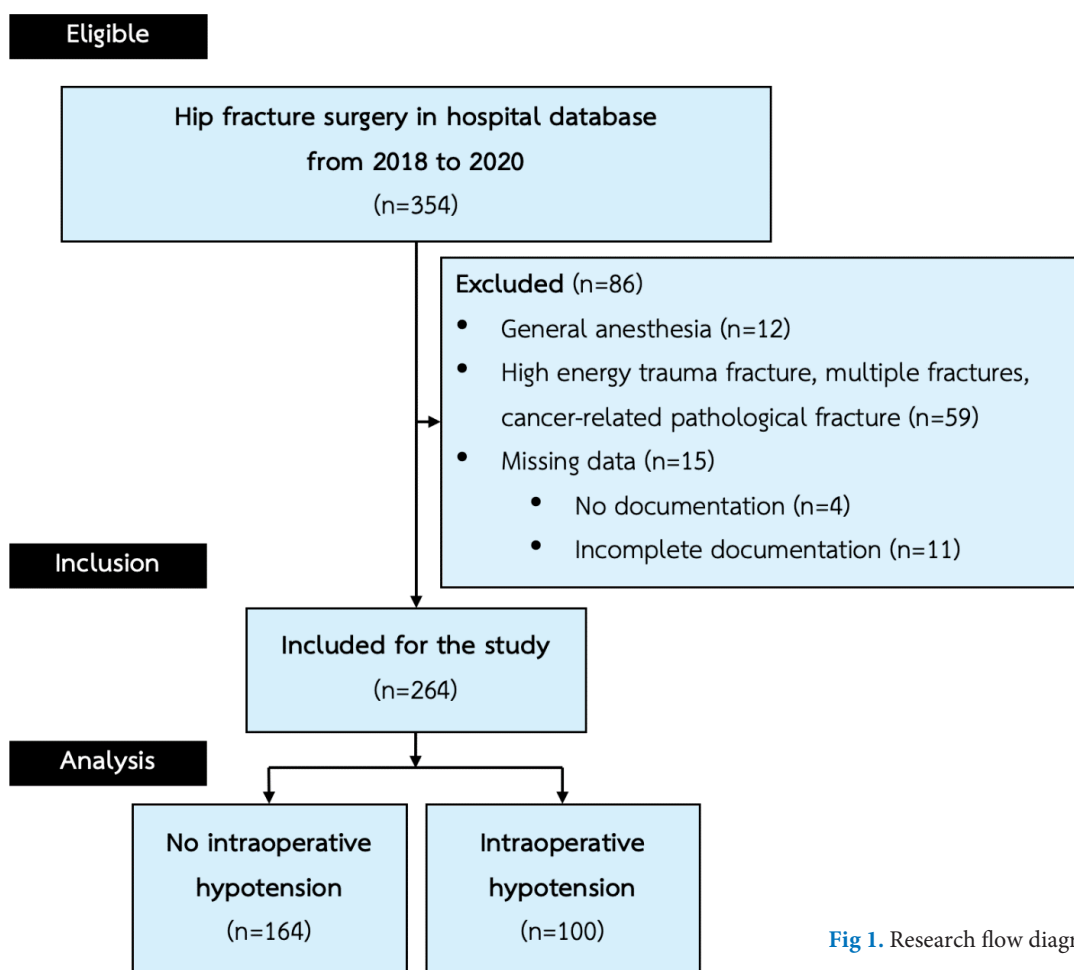 Eligible
Hip fracture surgery in hospital database
from 2018 to 2020
(n=354)
Excluded (n=86)
• General anesthesia (n=12)
• High energy trauma fracture, multiple fractures,
cancer-related pathological fracture (n=59)
• Missing data (n=15)
• No documentation (n=4)
• Incomplete documentation (n=11)
Inclusion
Included for the study
(n=264)
Analysis
No intraoperative
hypotension
(n=164)
Intraoperative
hypotension
(n=100)
Fig 1. Research flow